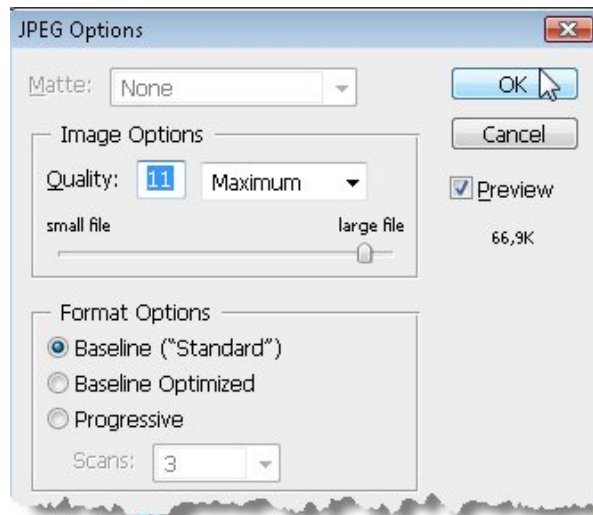 JPEG Options
Matte: None
OK
Image Options
Cancel
Quality: 11 Maximum
Preview
small file large file
66,9K
Format Options
Baseline ("Standard")
Baseline Optimized
Progressive
Scans: 3